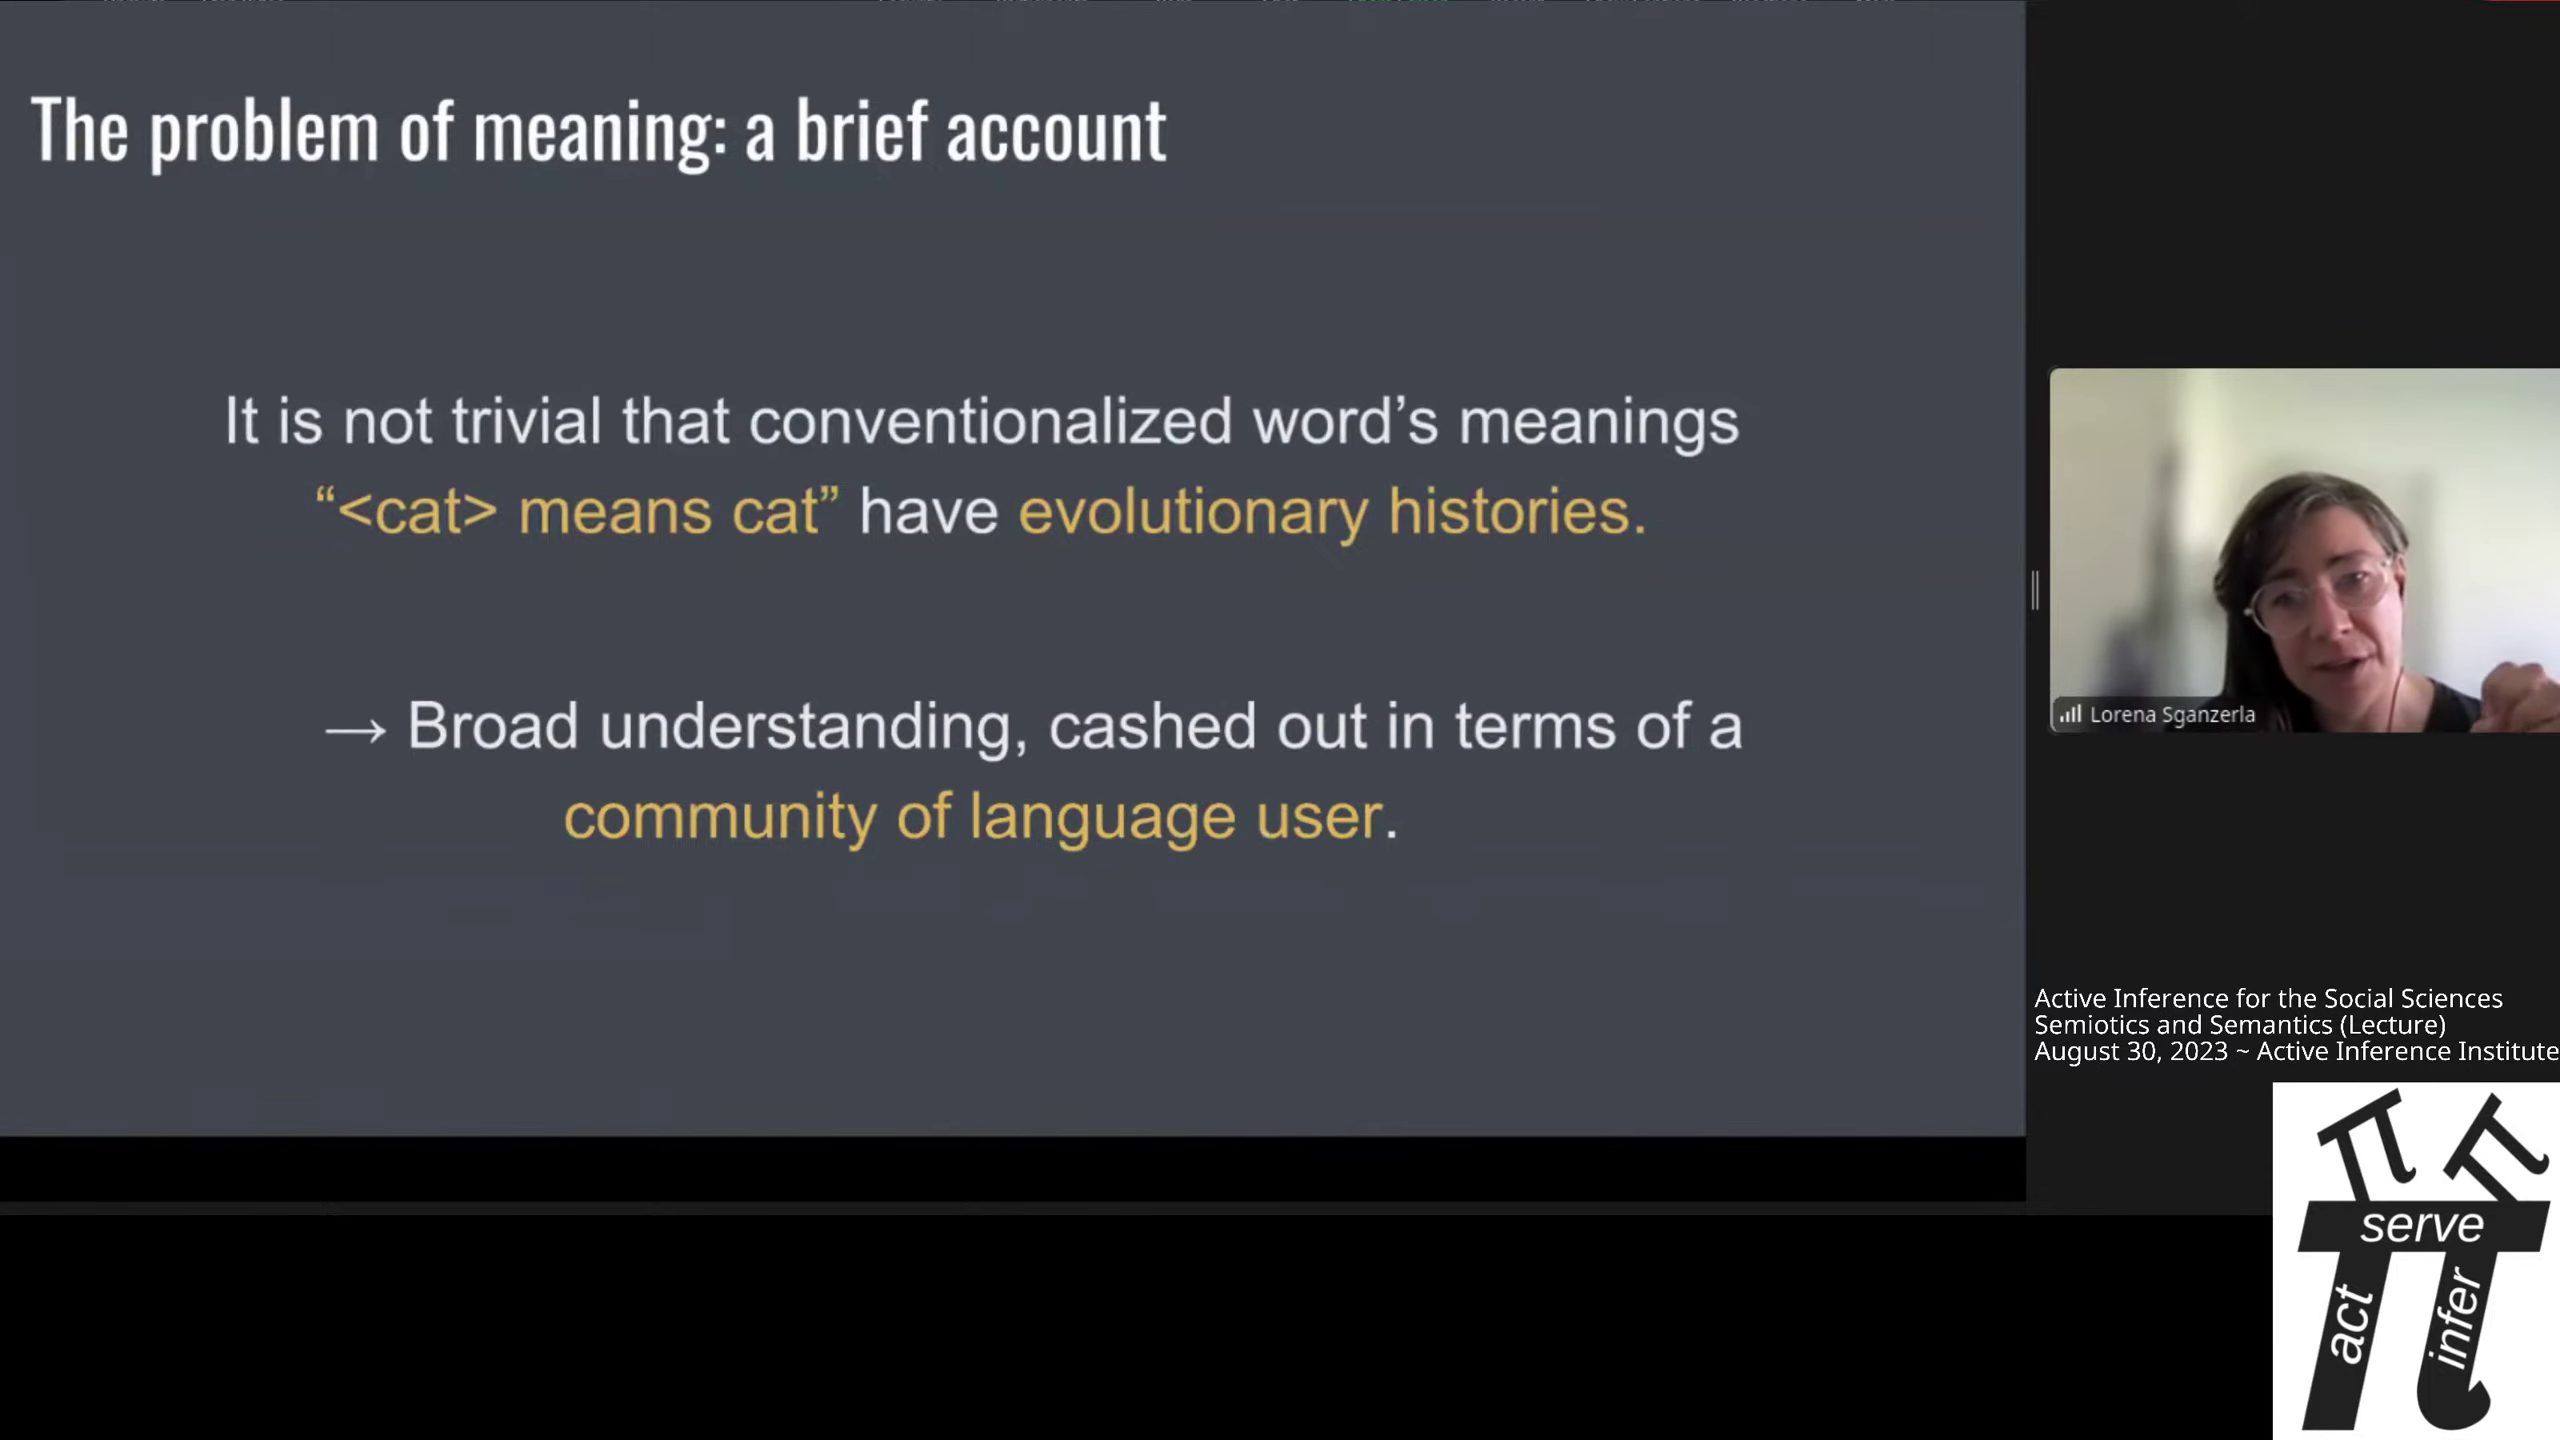 The problem of meaning: a brief account
It is not trivial that conventionalized word’s meanings
“<cat> means cat” have evolutionary histories.
→ Broad understanding, cashed out in terms of a
community of language user.
Lorena Sganzerla
Active Inference for the Social Sciences
Semiotics and Semantics (Lecture)
August 30, 2023 ~ Active Inference Institute
serve
act
infer